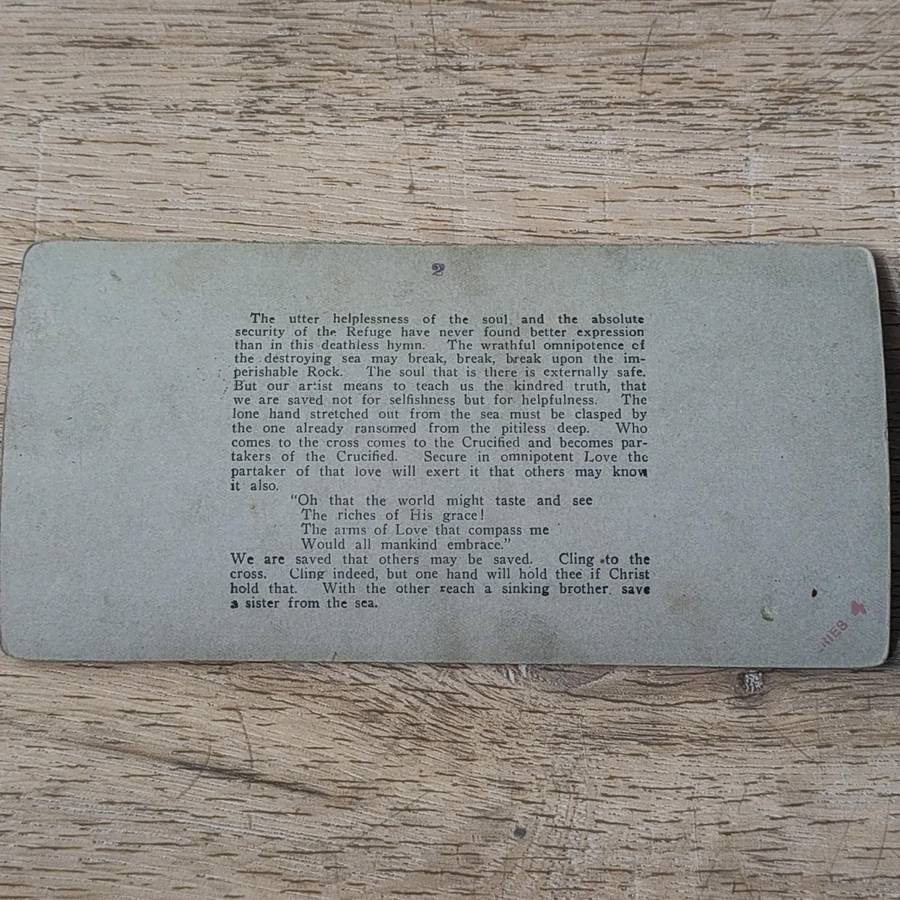 2
The utter helplessness of the soul, and the absolute
security of the Refuge have never found better expression
than in this deathless hymn. The wrathful omnipotence of
the destroying sea may break, break, break upon the im-
perishable Rock. The soul that is there is externally safe.
But our artist means to teach us the kindred truth, that
we are saved not for selfishness but for helpfulness. The
lone hand stretched out from the sea must be clasped by
the one already ransomed from the pitiless deep. Who
comes to the cross comes to the Crucified and becomes par-
takers of the Crucified. Secure in omnipotent Love the
partaker of that love will exert it that others may know
it also.
"Oh that the world might taste and see
The riches of His grace!
The arms of Love that compass me
Would all mankind embrace."
We are saved that others may be saved. Cling to the
cross. Cling indeed, but one hand will hold thee if Christ
hold that. With the other reach a sinking brother, save
a sister from the sea.
RIES 4